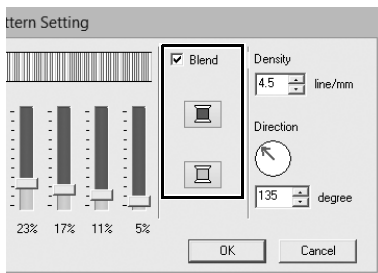 ttern Setting
Blend
Density
4.5 line/mm
Direction
135 degree
23% 17% 11% 5%
OK Cancel